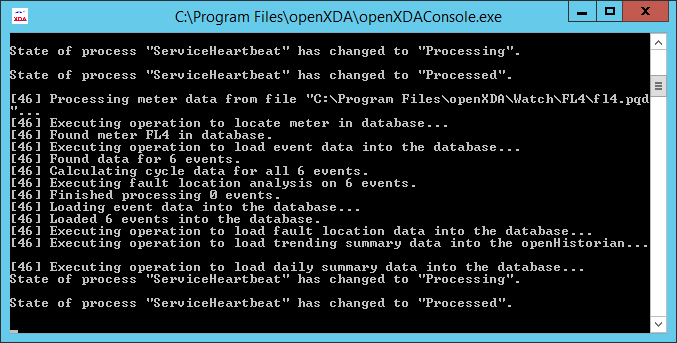 C:\Program Files\openXDA\openXDAConsole.exe
XDA
State of process "ServiceHeartbeat" has changed to "Processing".
State of process "ServiceHeartbeat" has changed to "Processed".
[46] Processing meter data from file "C:\Program Files\openXDA\Watch\FL4\fl4.pqd
"...
[46] Executing operation to locate meter in database...
[46] Found meter FL4 in database.
[46] Executing operation to load event data into the database...
[46] Found data for 6 events.
[46] Calculating cycle data for all 6 events.
[46] Executing fault location analysis on 6 events.
[46] Finished processing 0 events.
[46] Loading event data into the database...
[46] Loaded 6 events into the database.
[46] Executing operation to load fault location data into the database...
[46] Executing operation to load trending summary data into the openHistorian...
[46] Executing operation to load daily summary data into the database...
State of process "ServiceHeartbeat" has changed to "Processing".
State of process "ServiceHeartbeat" has changed to "Processed".